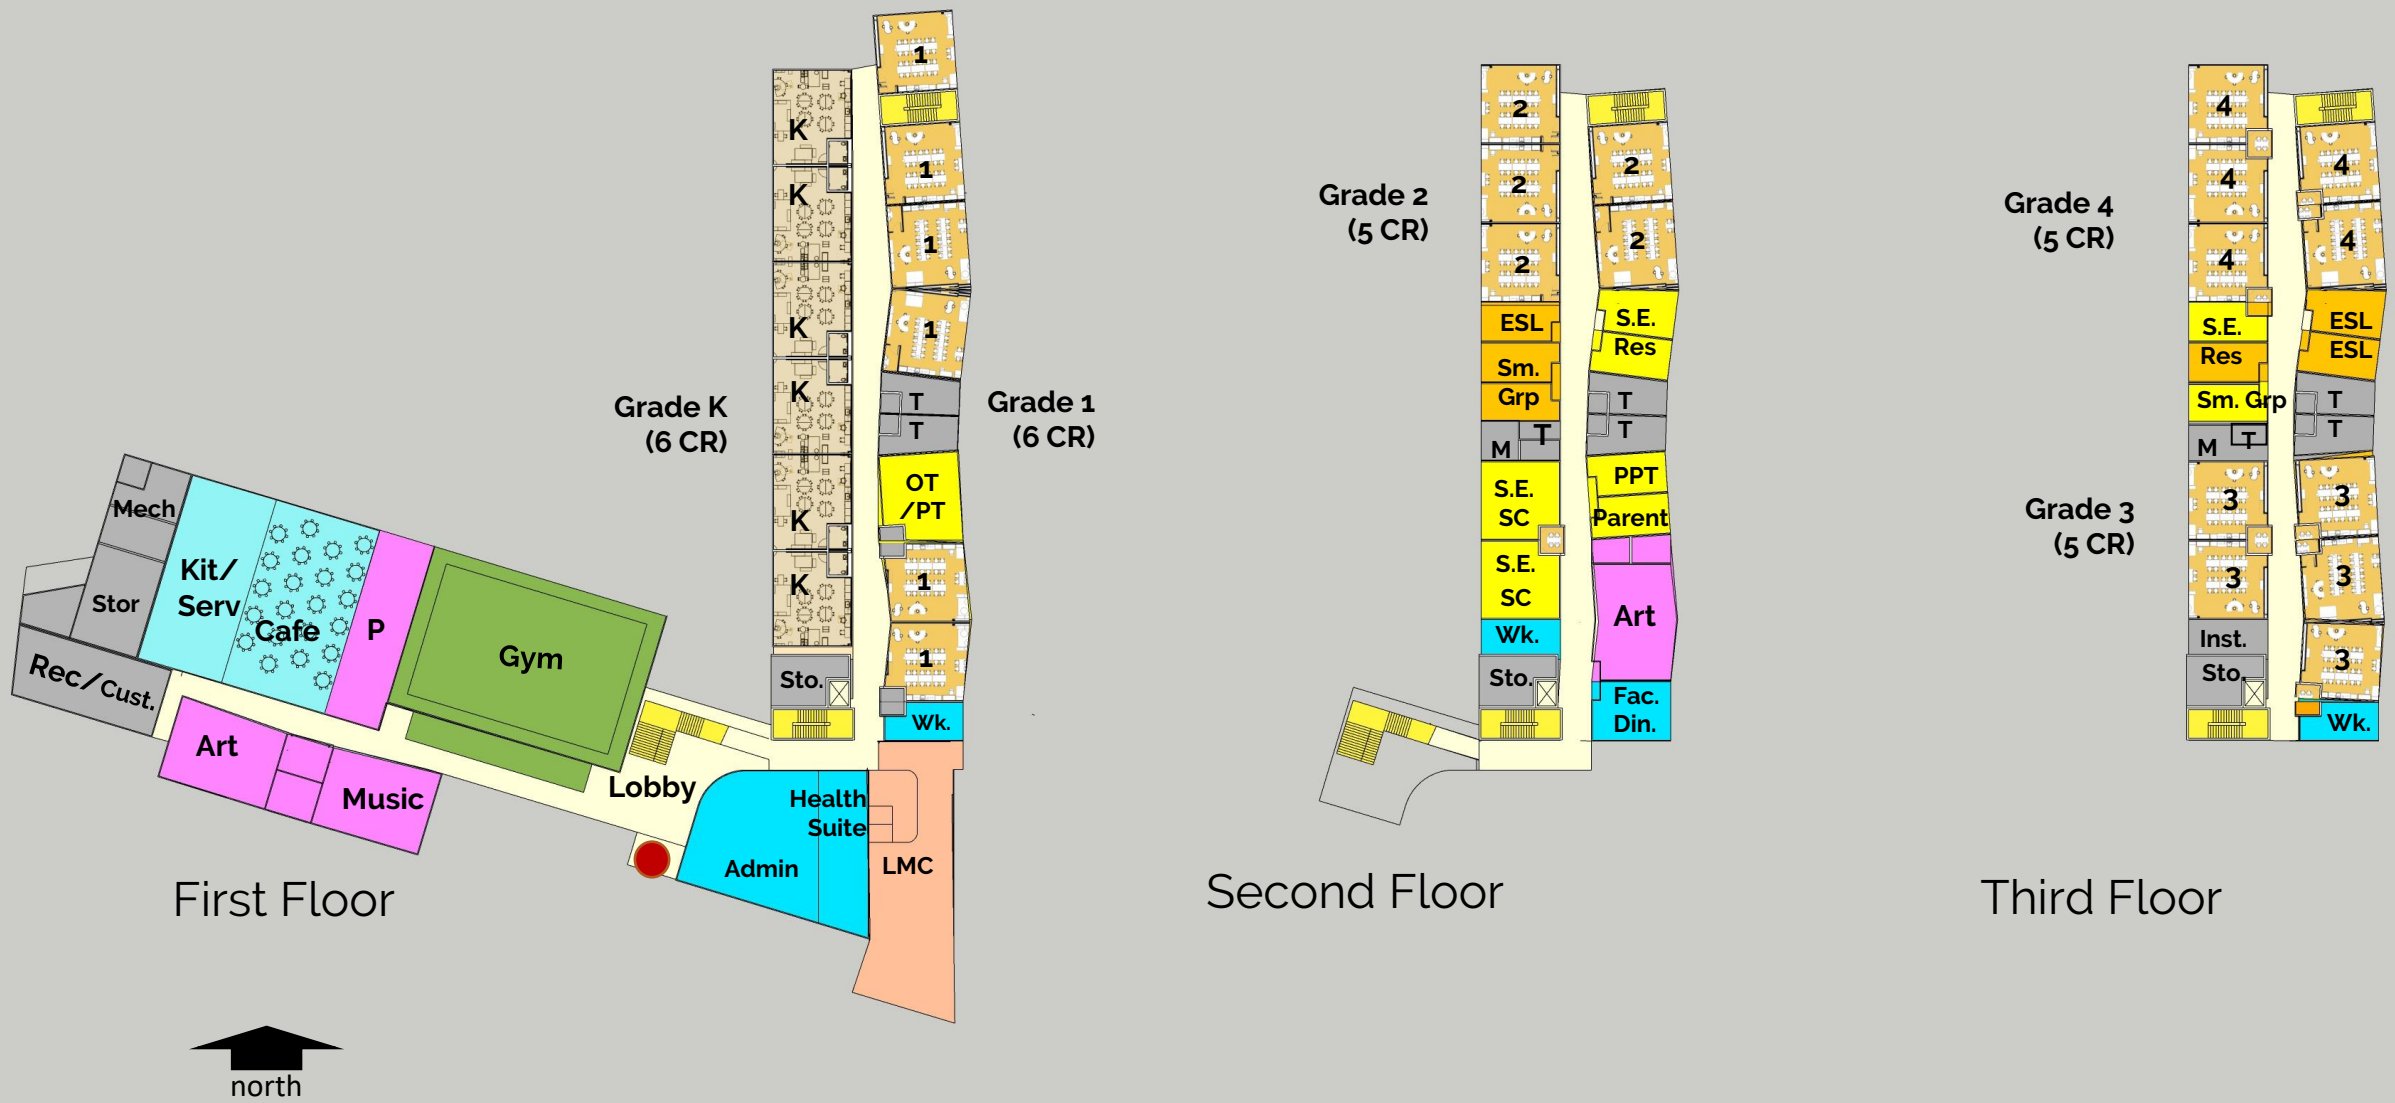 1
K
1
K
1
K
1
Grade K
(6 CR)
K
T
T
Grade 1
(6 CR)
OT
/PT
K
1
K
1
Sto.
Wk.
Mech
Kit/
Serv
Stor
Cafe
P
Gym
Rec/Cust.
Art
Music
Lobby
Health
Suite
Admin
LMC
First Floor
north
Grade 2
(5 CR)
2
2
2
2
2
ESL
S.E.
Res
Sm.
Grp
T
T
M
T
S.E.
SC
PPT
Parent
S.E.
SC
Art
Wk.
Sto.
Fac.
Din.
Second Floor
Grade 4
(5 CR)
4
4
4
4
4
S.E.
Res
ESL
ESL
Sm. Grp
T
T
M
T
Grade 3
(5 CR)
3
3
3
3
3
Inst.
Sto.
Wk.
Third Floor